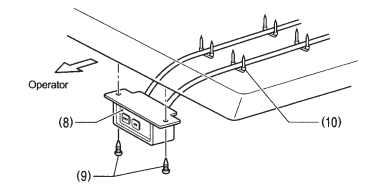 Operator
(8)
(10)
(9)